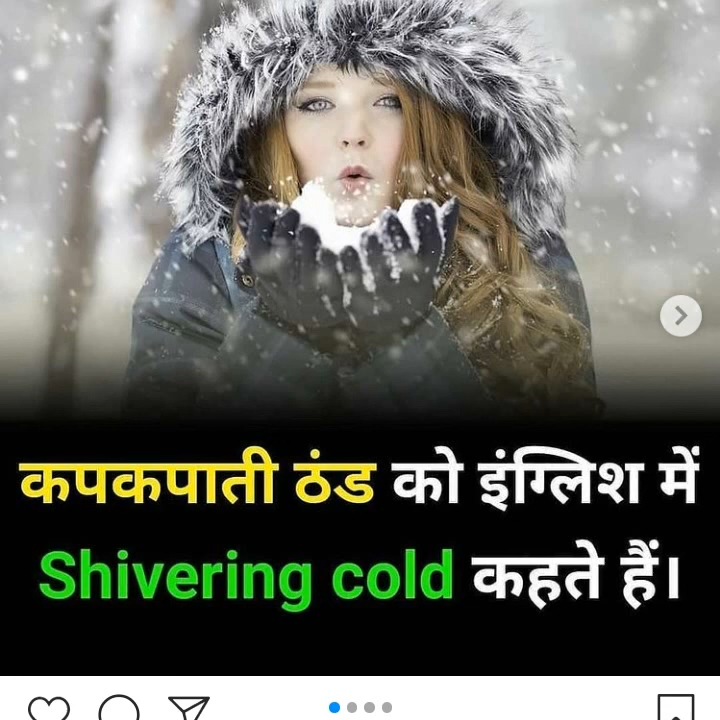 कपकपाती ठंड को इंग्लिश में
Shivering cold कहते हैं।